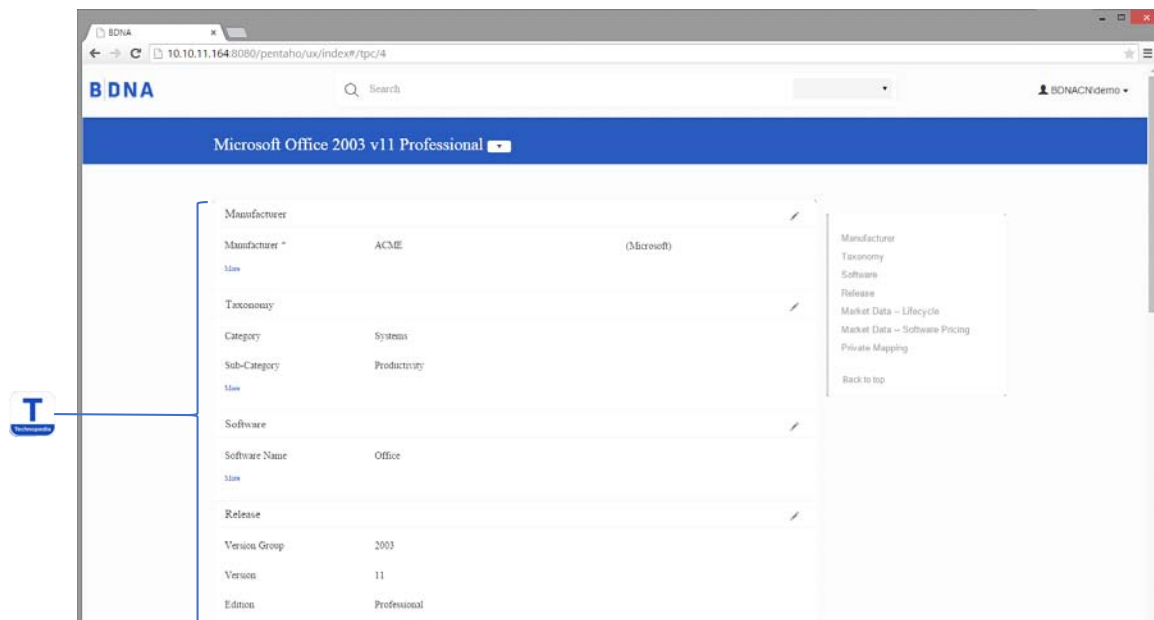 BDNA
10.10.11.164:8080/pentaho/ux/index#/tpc/4
BDNA Search BDNACN\demo
Microsoft Office 2003 v11 Professional
Manufacturer
Manufacturer * ACME (Microsoft)
More
Taxonomy
Category Systems
Sub-Category Productivity
More
Software
Software Name Office
More
Release
Version Group 2003
Version 11
Edition Professional
Manufacturer
Taxonomy
Software
Release
Market Data – Lifecycle
Market Data – Software Pricing
Private Mapping
Back to top
T
Technopedia